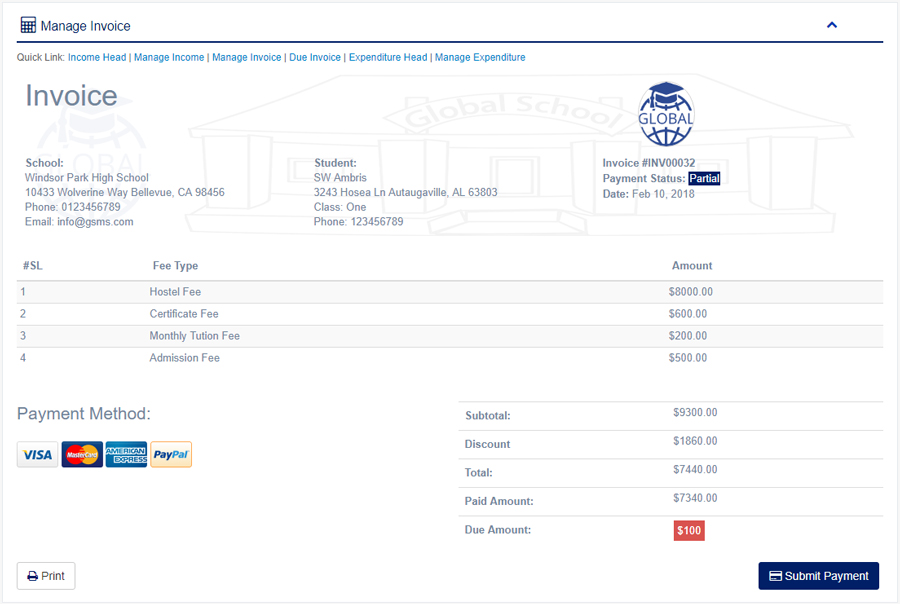 Manage Invoice
Quick Link: Income Head | Manage Income | Manage Invoice | Due Invoice | Expenditure Head | Manage Expenditure
Invoice
Global School
GLOBAL
GLOBAL
School:
Windsor Park High School
10433 Wolverine Way Bellevue, CA 98456
Phone: 0123456789
Email: info@gsms.com
Student:
SW Ambris
3243 Hosea Ln Autaugaville, AL 63803
Class: One
Phone: 123456789
Invoice #INV00032
Payment Status: Partial
Date: Feb 10, 2018
#SL Fee Type Amount
1 Hostel Fee $8000.00
2 Certificate Fee $600.00
3 Monthly Tution Fee $200.00
4 Admission Fee $500.00
Payment Method:
VISA MasterCard AMERICAN EXPRESS PayPal
Subtotal: $9300.00
Discount $1860.00
Total: $7440.00
Paid Amount: $7340.00
Due Amount: $100
Print
Submit Payment